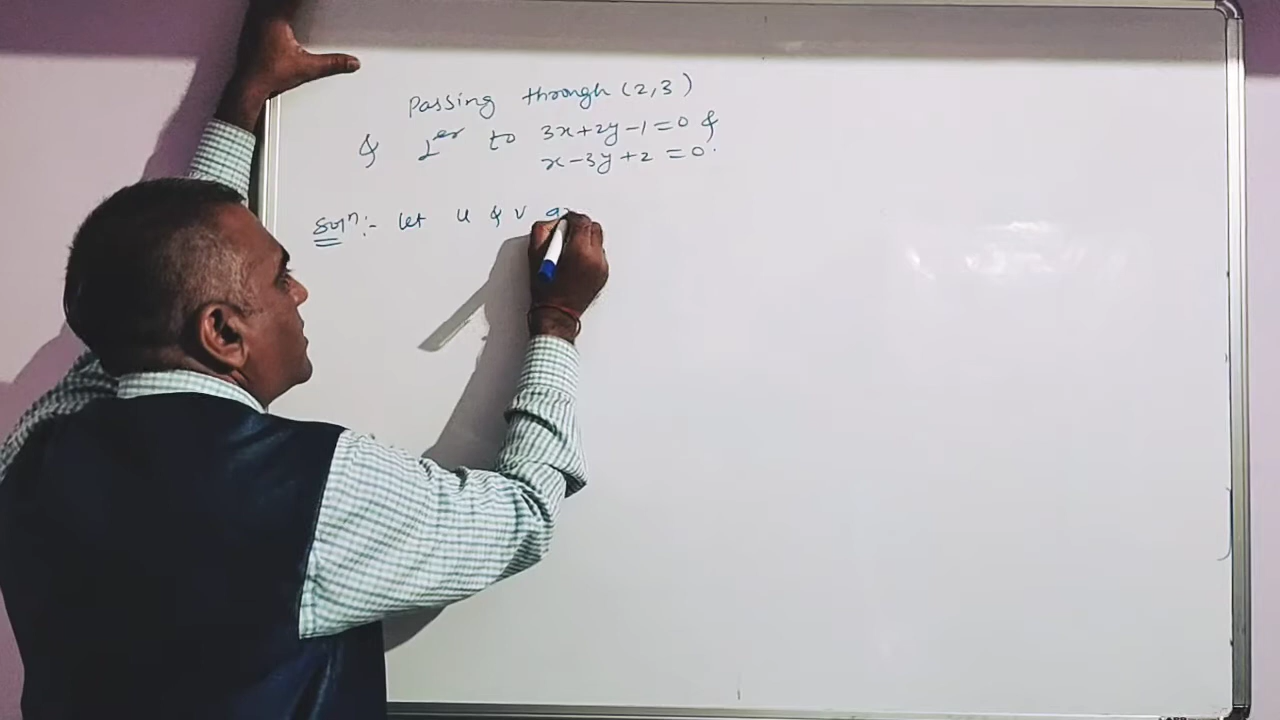 Passing through (2,3)
& ⊥er to 3x+2y-1=0 &
x-3y+2=0.
Soln:- Let u & v